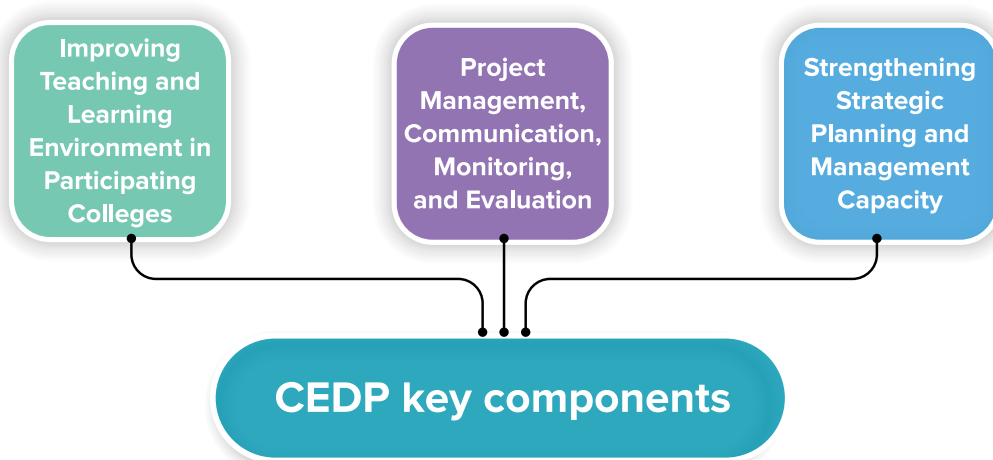 Improving
Teaching and
Learning
Environment in
Participating
Colleges
Project
Management,
Communication,
Monitoring,
and Evaluation
Strengthening
Strategic
Planning and
Management
Capacity
CEDP key components